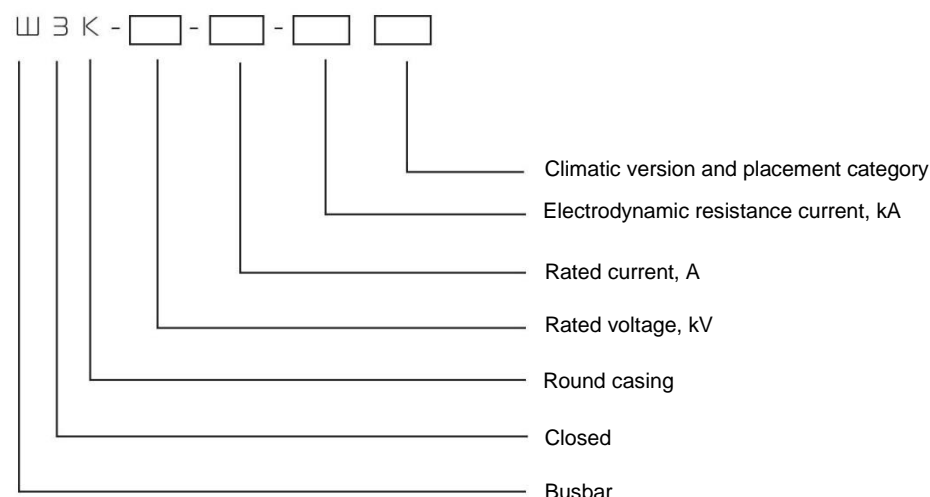 ШЗК-
-
-
Climatic version and placement category
Electrodynamic resistance current, kA
Rated current, A
Rated voltage, kV
Round casing
Closed
Busbar